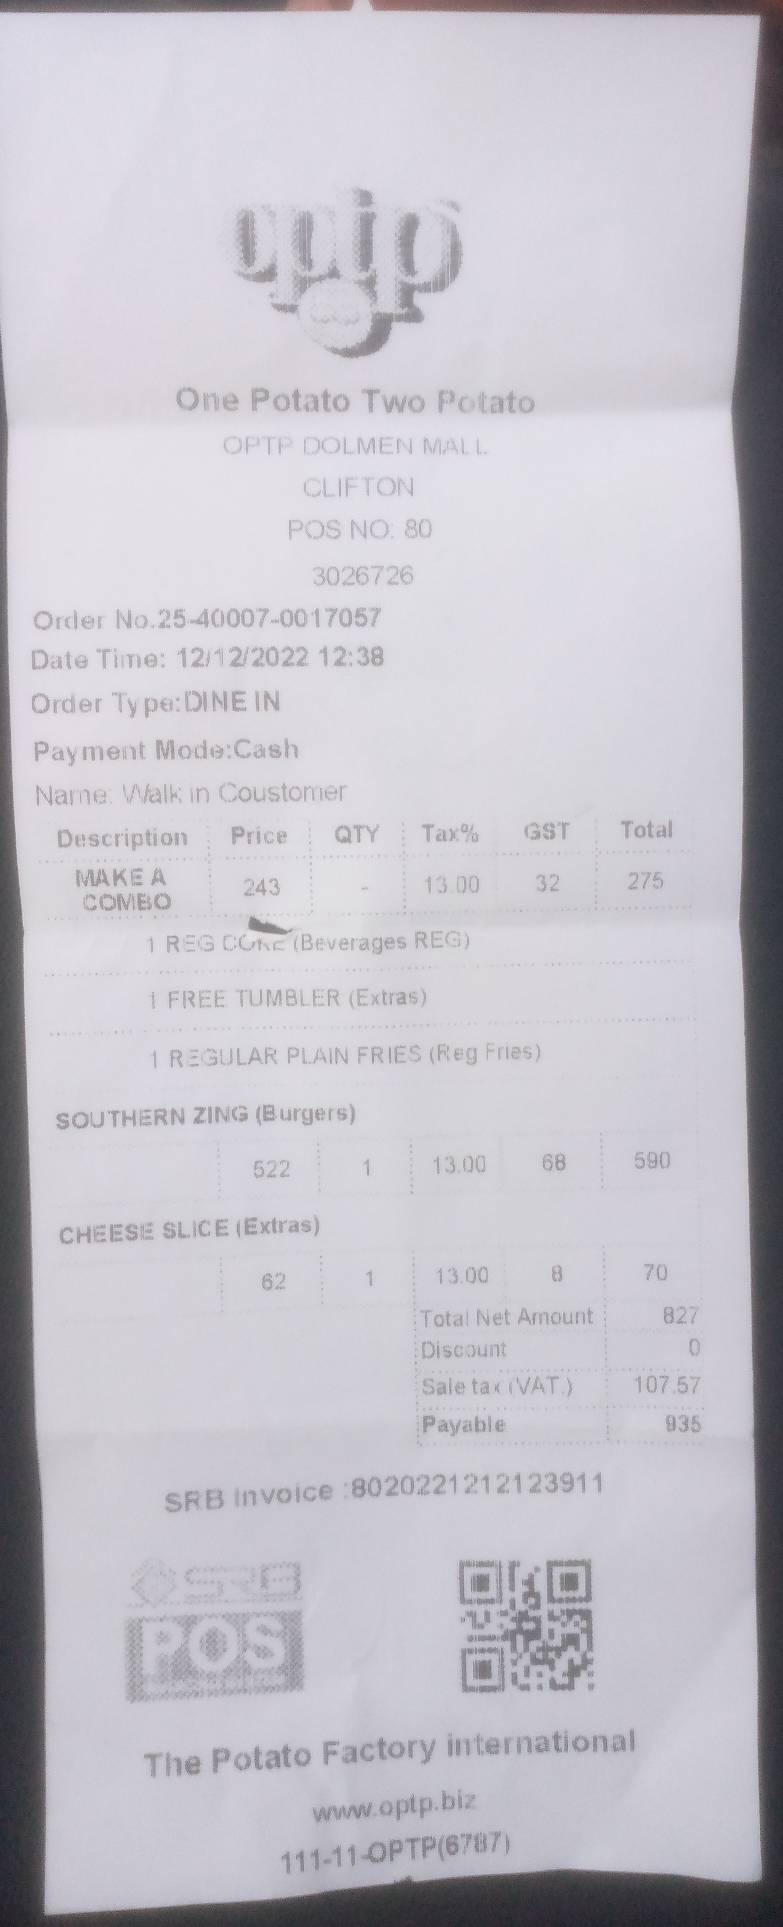 optp
One Potato Two Potato
OPTP DOLMEN MALL
CLIFTON
POS NO: 80
3026726
Order No.25-40007-0017057
Date Time: 12/12/2022 12:38
Order Type:DINE IN
Payment Mode:Cash
Name: Walk in Coustomer
Description Price QTY Tax% GST Total
MAKE A COMBO 243 - 13.00 32 275
1 REG COKE (Beverages REG)
1 FREE TUMBLER (Extras)
1 REGULAR PLAIN FRIES (Reg Fries)
SOUTHERN ZING (Burgers)
522 1 13.00 68 590
CHEESE SLICE (Extras)
62 1 13.00 8 70
Total Net Amount 827
Discount 0
Sale tax (VAT.) 107.57
Payable 935
SRB Invoice :8020221212123911
SRB
POS
The Potato Factory international
www.optp.biz
111-11-OPTP(6787)